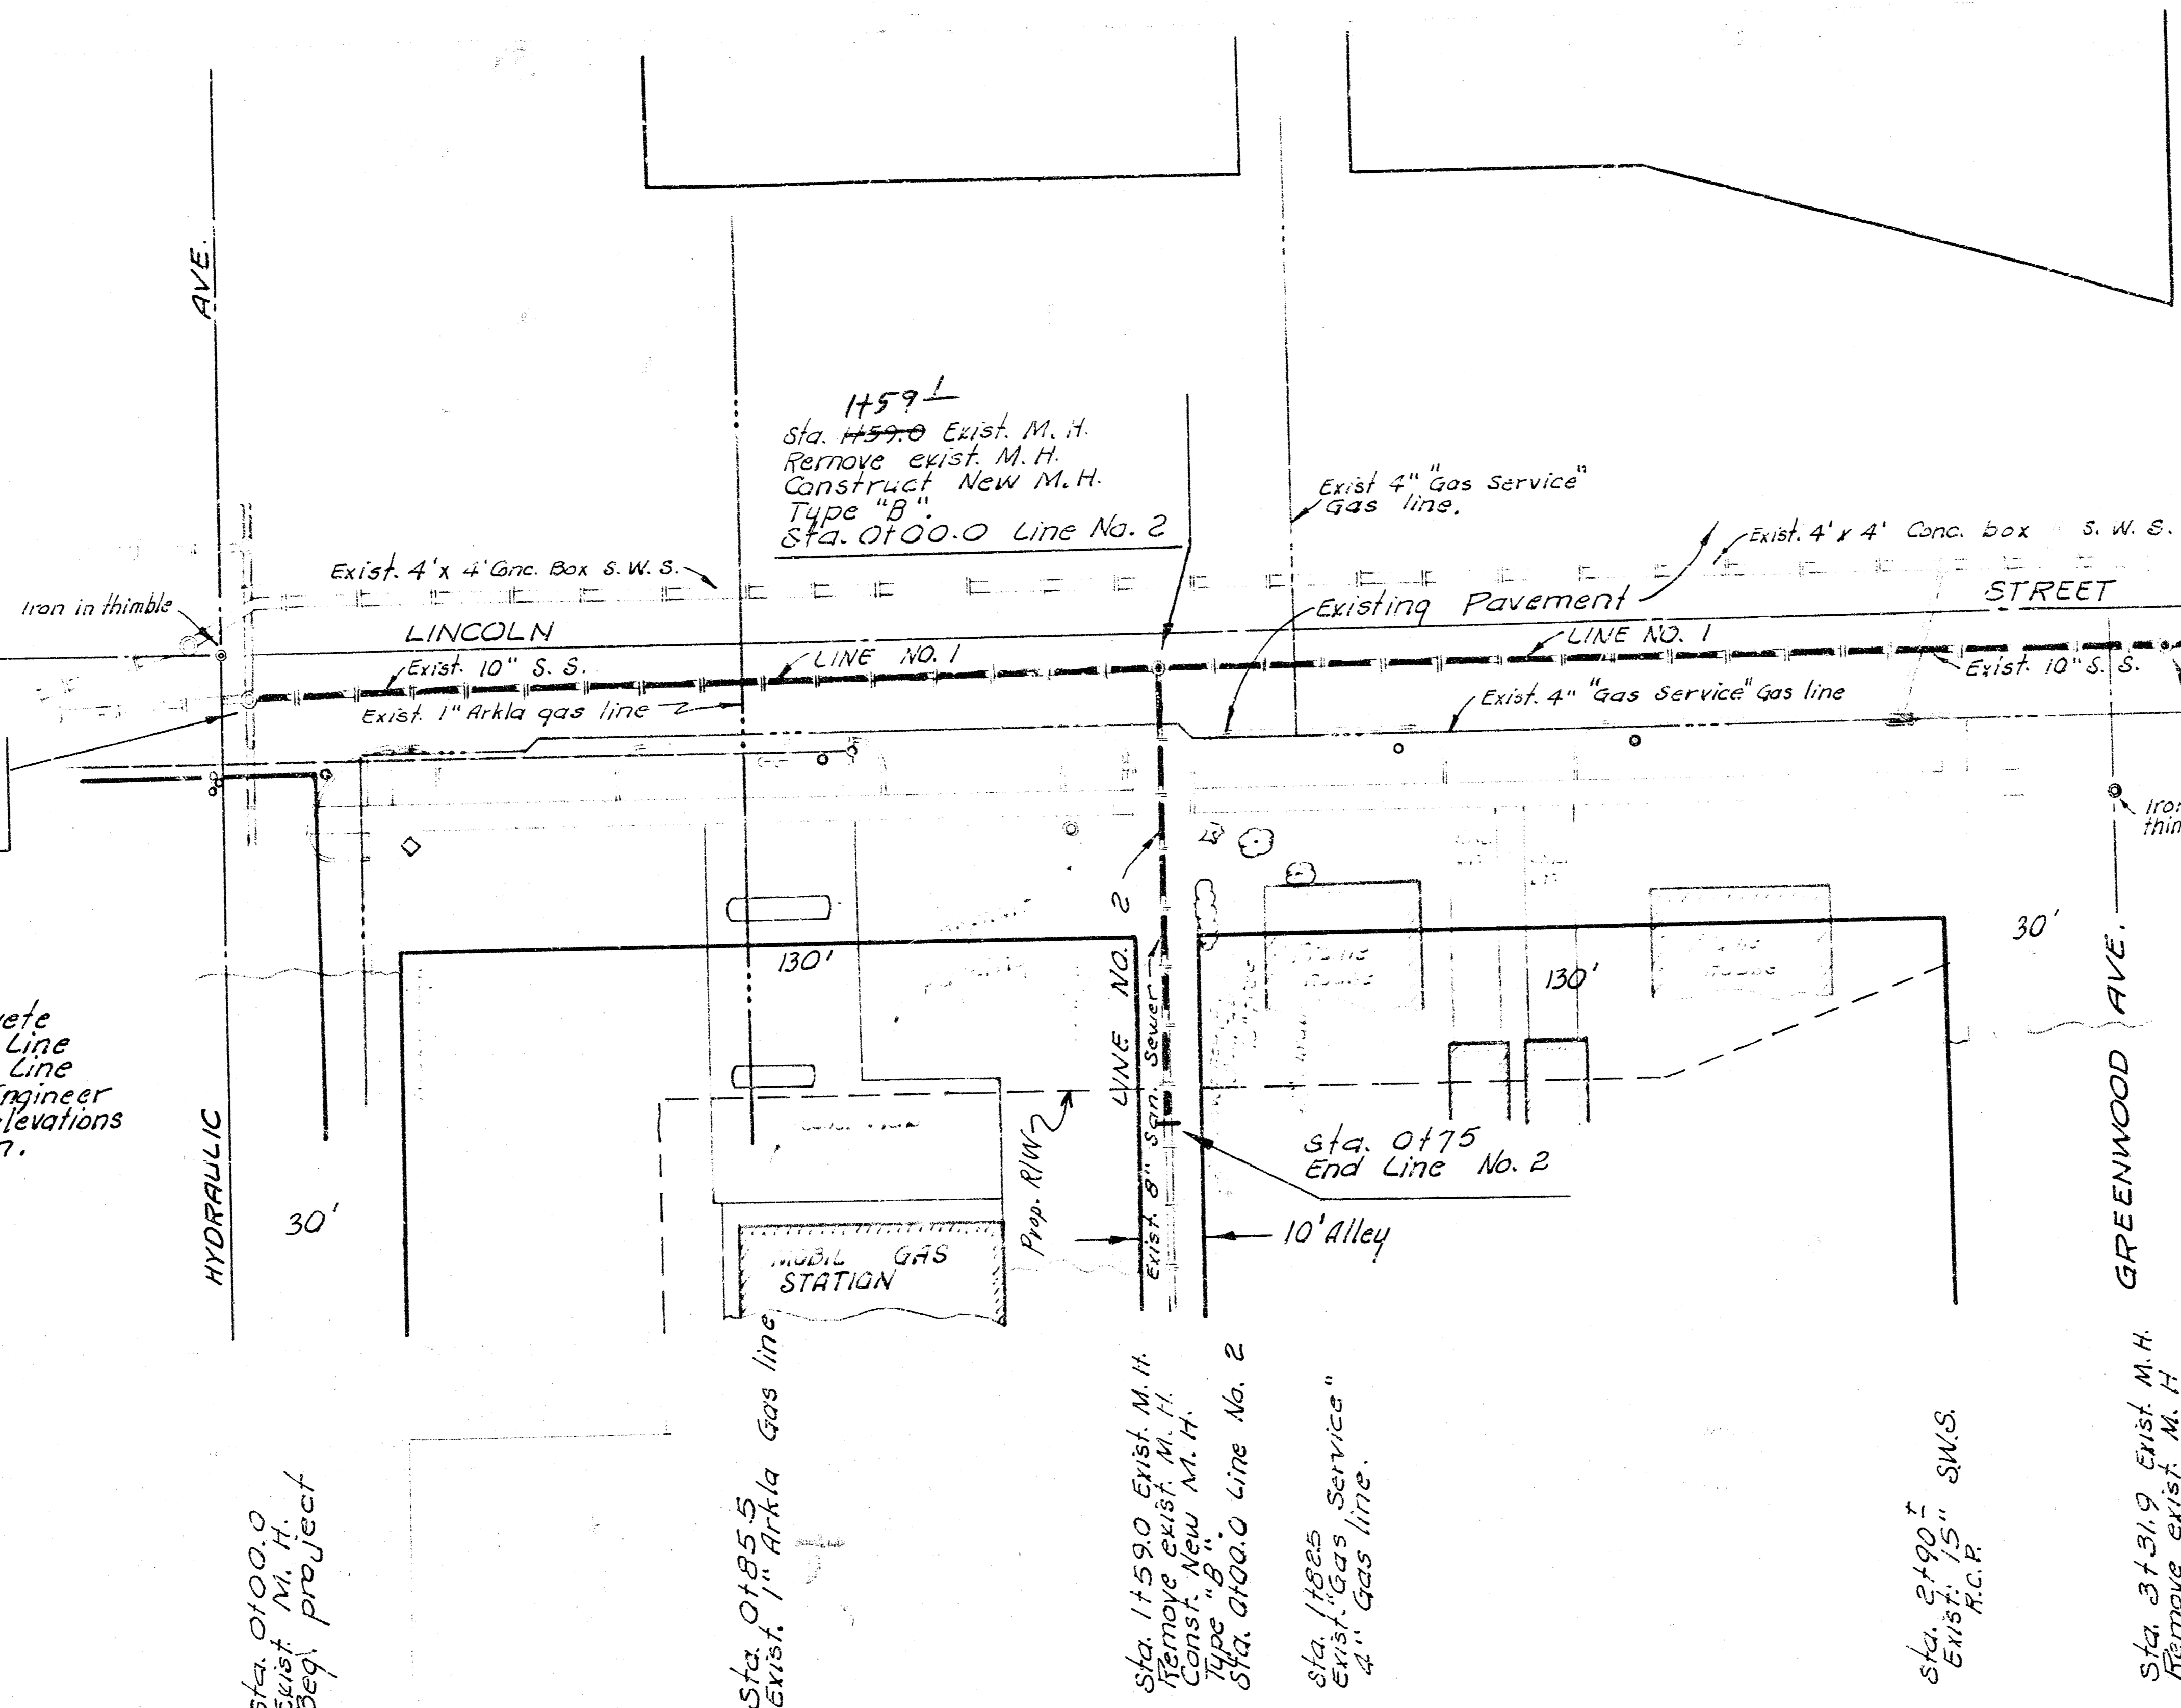 AVE.
1+59 1
Sta. 1+59.0 Exist. M. H.
Remove exist. M. H.
Construct New M. H.
Type "B".
Sta. 0+00.0 Line No. 2
Exist 4" "Gas Service"
Gas line.
Exist. 4' x 4' Conc. Box S. W. S.
Exist. 4' x 4' Conc. box S. W. S.
Iron in thimble
Existing Pavement
STREET
LINCOLN
LINE NO. 1
LINE NO. 1
Exist. 10" S. S.
Exist. 10" S. S.
Exist. 1" Arkla gas line
Exist. 4" "Gas Service" Gas line
LINE NO. 2
130'
130'
30'
Line
Line
Engineer
elevations
HYDRAULIC
30'
GREENWOOD AVE.
Prop. R/W
Exist. 8" San. Sewer
Sta. 0+75
End Line No. 2
10' Alley
MOBIL GAS
STATION
Sta. 0+00.0
Exist. M. H.
Beg. project
Sta. 0+85.5
Exist. 1" Arkla Gas line
Sta. 1+59.0 Exist. M. H.
Remove exist. M. H.
Const. New M. H.
Type "B".
Sta. 0+00.0 Line No. 2
Sta. 1+82.5
Exist. "Gas Service"
4" Gas line.
Sta. 2+90 ±
Exist. 15" S.W.S.
R.C.P.
Sta. 3+31.9 Exist. M. H.
Remove exist. M. H.